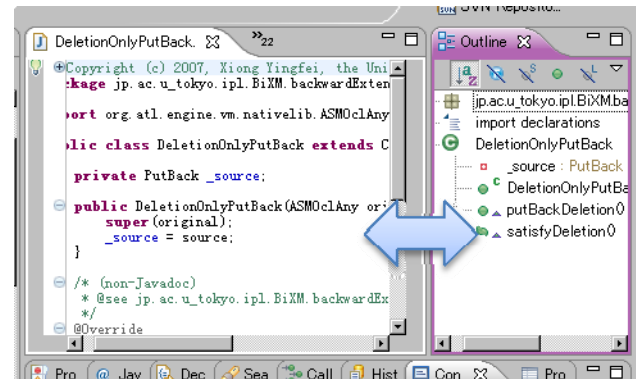 SVN Reposito...
DeletionOnlyPutBack.
»22
Outline
Copyright (c) 2007, Xiong Yingfei, the Uni
ckage jp.ac.u_tokyo.ipl.BiXM.backwardExten
port org.atl.engine.vm.nativelib.ASMOclAny
blic class DeletionOnlyPutBack extends C
private PutBack _source;
public DeletionOnlyPutBack(ASMOclAny ori
super(original);
_source = source;
}
/* (non-Javadoc)
* @see jp.ac.u_tokyo.ipl.BiXM.backwardEx
*/
@Override
jp.ac.u_tokyo.ipl.BiXM.ba
import declarations
DeletionOnlyPutBack
_source : PutBack
DeletionOnlyPutBa
putBackDeletion()
satisfyDeletion()
Pro @ Jav Dec Sea Call Hist Con Pro